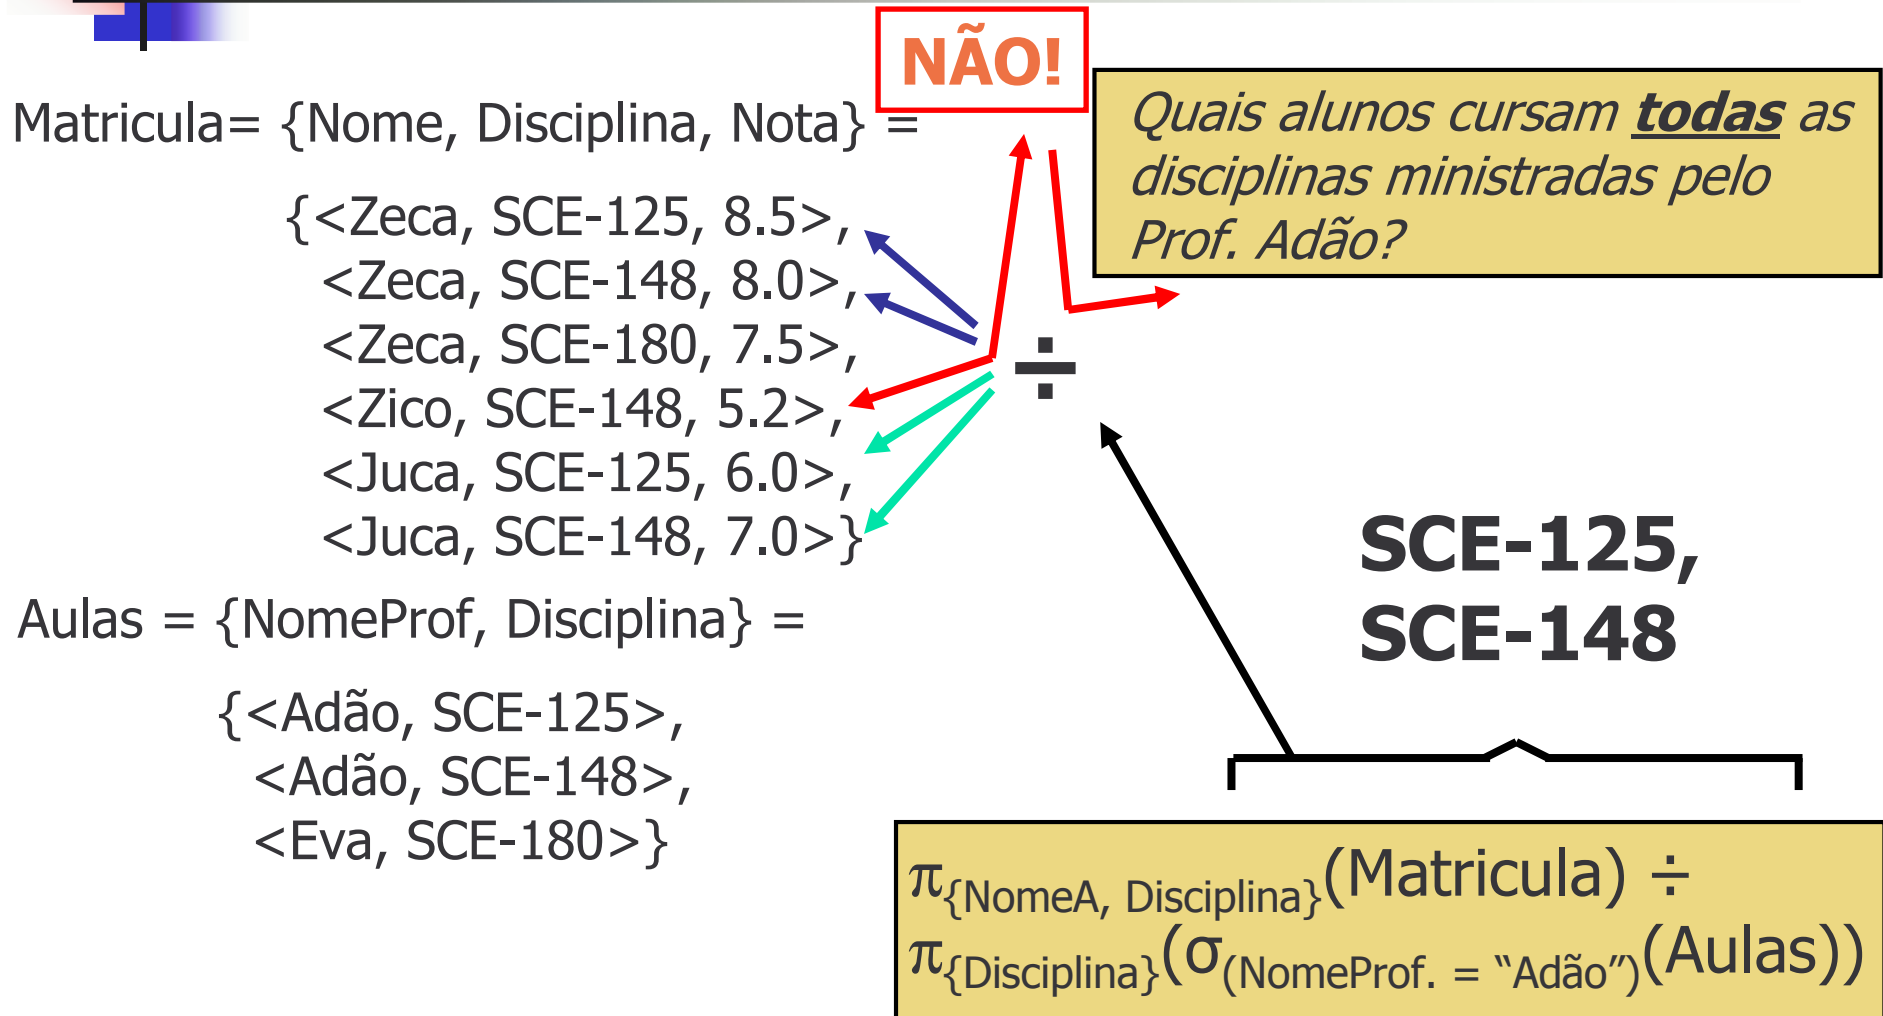 NÃO!
Matricula= {Nome, Disciplina, Nota} =
{<Zeca, SCE-125, 8.5>,
<Zeca, SCE-148, 8.0>,
<Zeca, SCE-180, 7.5>,
<Zico, SCE-148, 5.2>,
<Juca, SCE-125, 6.0>,
<Juca, SCE-148, 7.0>}
Aulas = {NomeProf, Disciplina} =
{<Adão, SCE-125>,
<Adão, SCE-148>,
<Eva, SCE-180>}
Quais alunos cursam todas as
disciplinas ministradas pelo
Prof. Adão?
÷
SCE-125,
SCE-148
π{NomeA, Disciplina}(Matricula) ÷
π{Disciplina}(σ(NomeProf. = “Adão”)(Aulas))